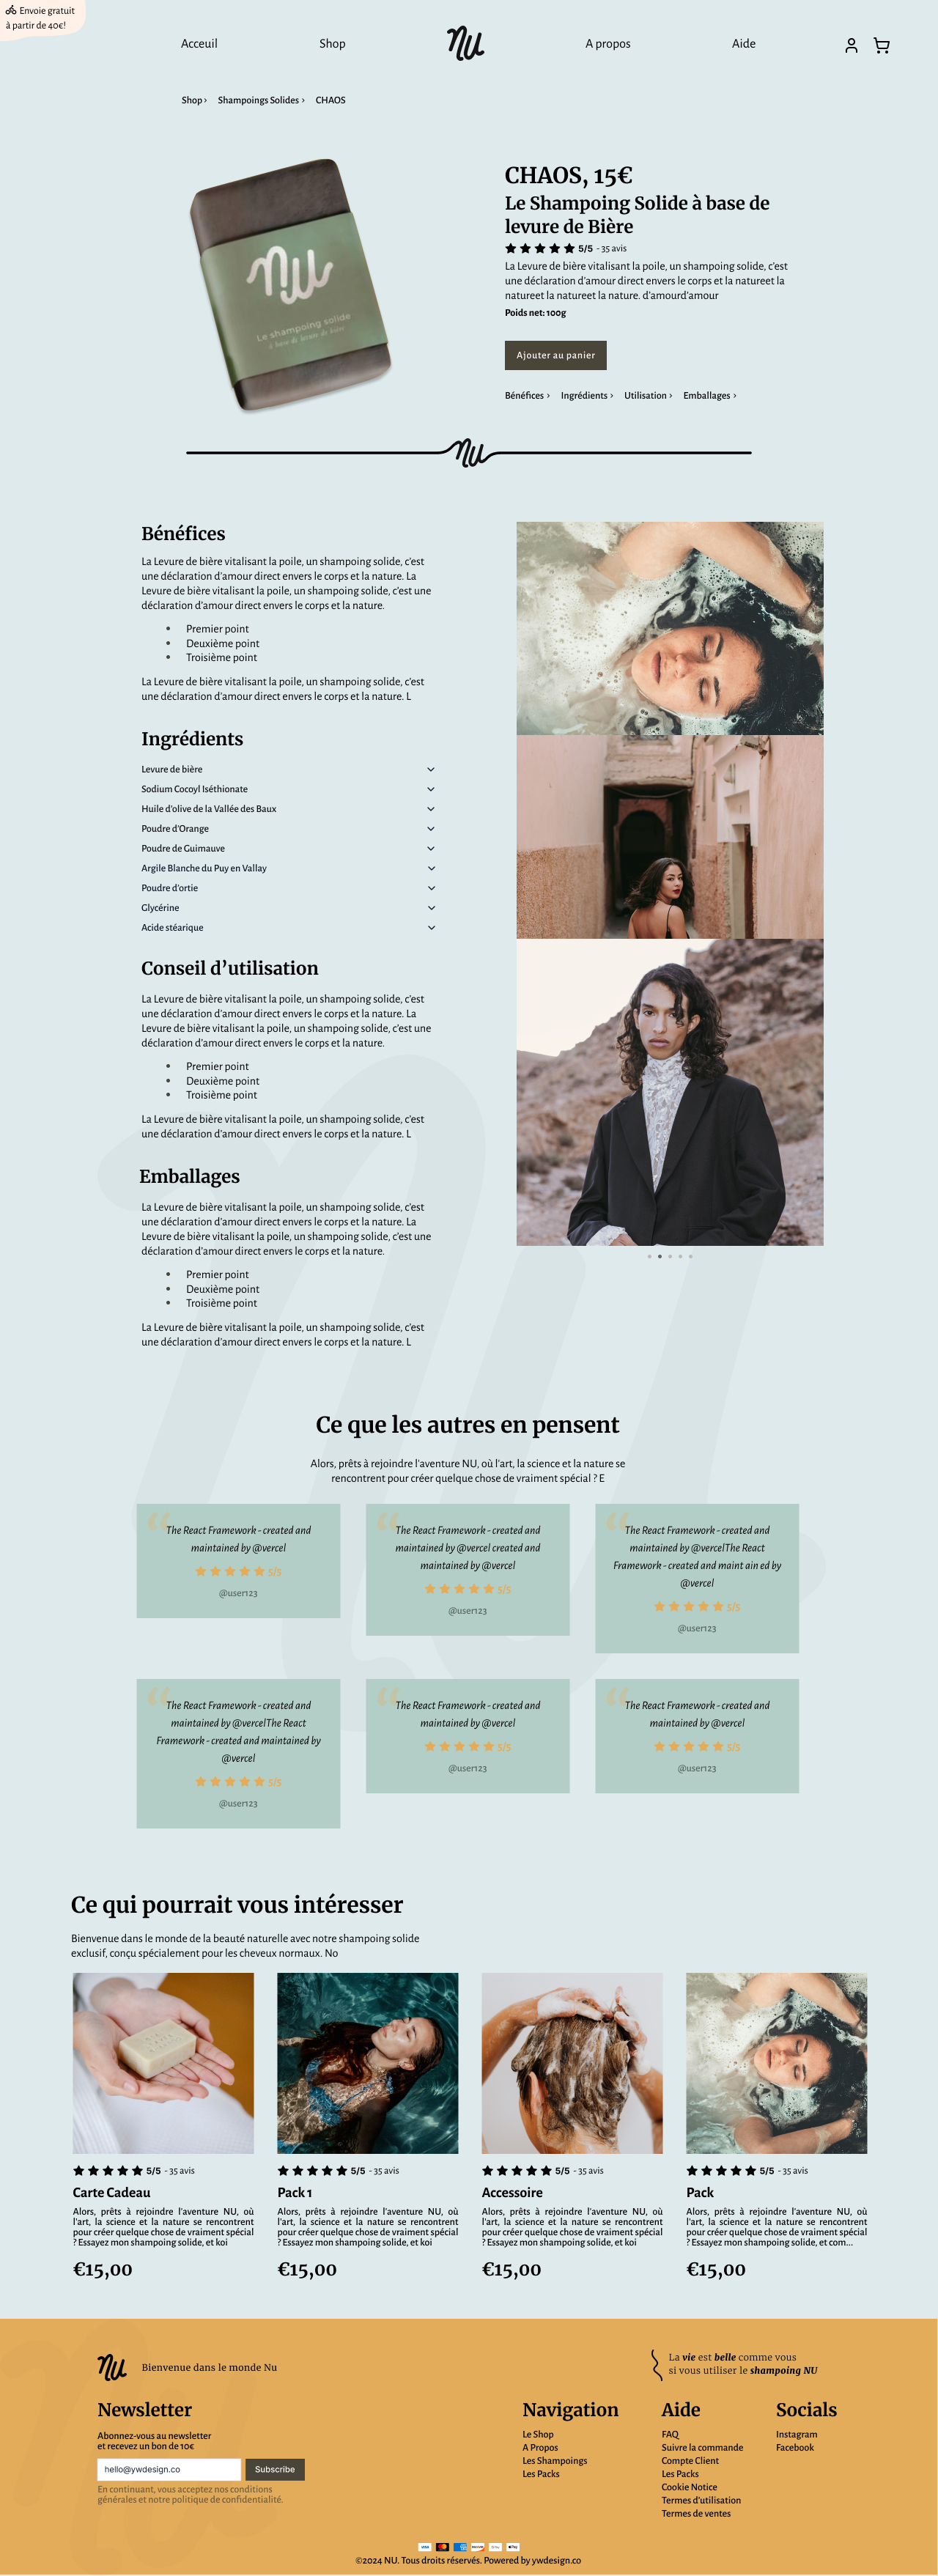 Envoie gratuit
à partir de 40€!
Acceuil
Shop
nu
A propos
Aide
Shop ›
Shampoings Solides ›
CHAOS
nu
Le shampoing solide
à base de levure de bière
CHAOS, 15€
Le Shampoing Solide à base de
levure de Bière
5/5 - 35 avis
La Levure de bière vitalisant la poile, un shampoing solide, c'est
une déclaration d'amour direct envers le corps et la natureet la
natureet la natureet la nature. d'amourd'amour
Poids net: 100g
Ajouter au panier
Bénéfices ›
Ingrédients ›
Utilisation ›
Emballages ›
nu
Bénéfices
La Levure de bière vitalisant la poile, un shampoing solide, c'est
une déclaration d'amour direct envers le corps et la nature. La
Levure de bière vitalisant la poile, un shampoing solide, c'est une
déclaration d'amour direct envers le corps et la nature.
• Premier point
• Deuxième point
• Troisième point
La Levure de bière vitalisant la poile, un shampoing solide, c'est
une déclaration d'amour direct envers le corps et la nature. L
Ingrédients
Levure de bière
Sodium Cocoyl Iséthionate
Huile d'olive de la Vallée des Baux
Poudre d'Orange
Poudre de Guimauve
Argile Blanche du Puy en Vallay
Poudre d'ortie
Glycérine
Acide stéarique
Conseil d'utilisation
La Levure de bière vitalisant la poile, un shampoing solide, c'est
une déclaration d'amour direct envers le corps et la nature. La
Levure de bière vitalisant la poile, un shampoing solide, c'est une
déclaration d'amour direct envers le corps et la nature.
• Premier point
• Deuxième point
• Troisième point
La Levure de bière vitalisant la poile, un shampoing solide, c'est
une déclaration d'amour direct envers le corps et la nature. L
Emballages
La Levure de bière vitalisant la poile, un shampoing solide, c'est
une déclaration d'amour direct envers le corps et la nature. La
Levure de bière vitalisant la poile, un shampoing solide, c'est une
déclaration d'amour direct envers le corps et la nature.
• Premier point
• Deuxième point
• Troisième point
La Levure de bière vitalisant la poile, un shampoing solide, c'est
une déclaration d'amour direct envers le corps et la nature. L
Ce que les autres en pensent
Alors, prêts à rejoindre l'aventure NU, où l'art, la science et la nature se
rencontrent pour créer quelque chose de vraiment spécial ? E
The React Framework - created and
maintained by @vercel
5/5
@user123
The React Framework - created and
maintained by @vercel created and
maintained by @vercel
5/5
@user123
The React Framework - created and
maintained by @vercelThe React
Framework - created and maint ain ed by
@vercel
5/5
@user123
The React Framework - created and
maintained by @vercelThe React
Framework - created and maintained by
@vercel
5/5
@user123
The React Framework - created and
maintained by @vercel
5/5
@user123
The React Framework - created and
maintained by @vercel
5/5
@user123
Ce qui pourrait vous intéresser
Bienvenue dans le monde de la beauté naturelle avec notre shampoing solide
exclusif, conçu spécialement pour les cheveux normaux. No
5/5 - 35 avis
Carte Cadeau
Alors, prêts à rejoindre l'aventure NU, où
l'art, la science et la nature se rencontrent
pour créer quelque chose de vraiment spécial
? Essayez mon shampoing solide, et koi
€15,00
5/5 - 35 avis
Pack 1
Alors, prêts à rejoindre l'aventure NU, où
l'art, la science et la nature se rencontrent
pour créer quelque chose de vraiment spécial
? Essayez mon shampoing solide, et koi
€15,00
5/5 - 35 avis
Accessoire
Alors, prêts à rejoindre l'aventure NU, où
l'art, la science et la nature se rencontrent
pour créer quelque chose de vraiment spécial
? Essayez mon shampoing solide, et koi
€15,00
5/5 - 35 avis
Pack
Alors, prêts à rejoindre l'aventure NU, où
l'art, la science et la nature se rencontrent
pour créer quelque chose de vraiment spécial
? Essayez mon shampoing solide, et com...
€15,00
nu
Bienvenue dans le monde Nu
La vie est belle comme vous
si vous utiliser le shampoing NU
Newsletter
Abonnez-vous au newsletter
et recevez un bon de 10€
hello@ywdesign.co
Subscribe
En continuant, vous acceptez nos conditions
générales et notre politique de confidentialité.
Navigation
Le Shop
A Propos
Les Shampoings
Les Packs
Aide
FAQ
Suivre la commande
Compte Client
Les Packs
Cookie Notice
Termes d'utilisation
Termes de ventes
Socials
Instagram
Facebook
©2024 NU. Tous droits réservés. Powered by ywdesign.co